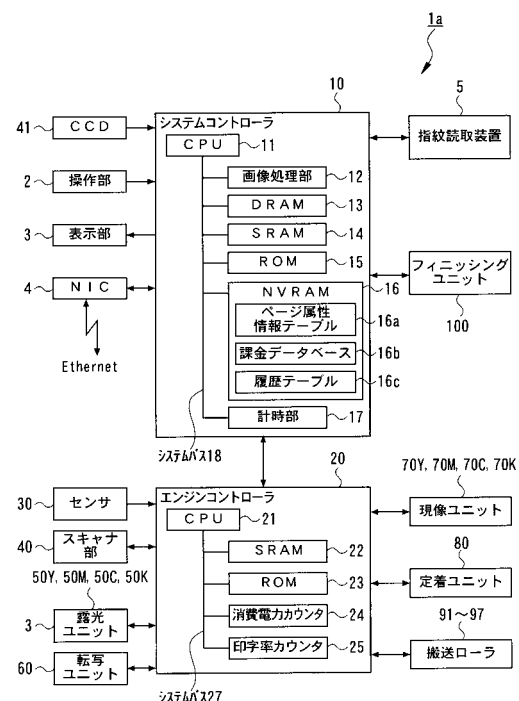 1a
10
システムコントローラ
5
41
CCD
CPU
11
指紋読取装置
2
操作部
画像処理部
12
DRAM
13
3
表示部
SRAM
14
ROM
15
4
NIC
NVRAM
16
フィニッシング
ユニット
100
ページ属性
情報テーブル
16a
Ethernet
課金データベース
16b
履歴テーブル
16c
計時部
17
システムバス18
20
エンジンコントローラ
70Y, 70M, 70C, 70K
30
センサ
CPU
21
現像ユニット
40
スキャナ
部
SRAM
22
80
50Y, 50M, 50C, 50K
ROM
23
定着ユニット
3
露光
ユニット
消費電力カウンタ
24
91～97
印字率カウンタ
25
搬送ローラ
60
転写
ユニット
システムバス27